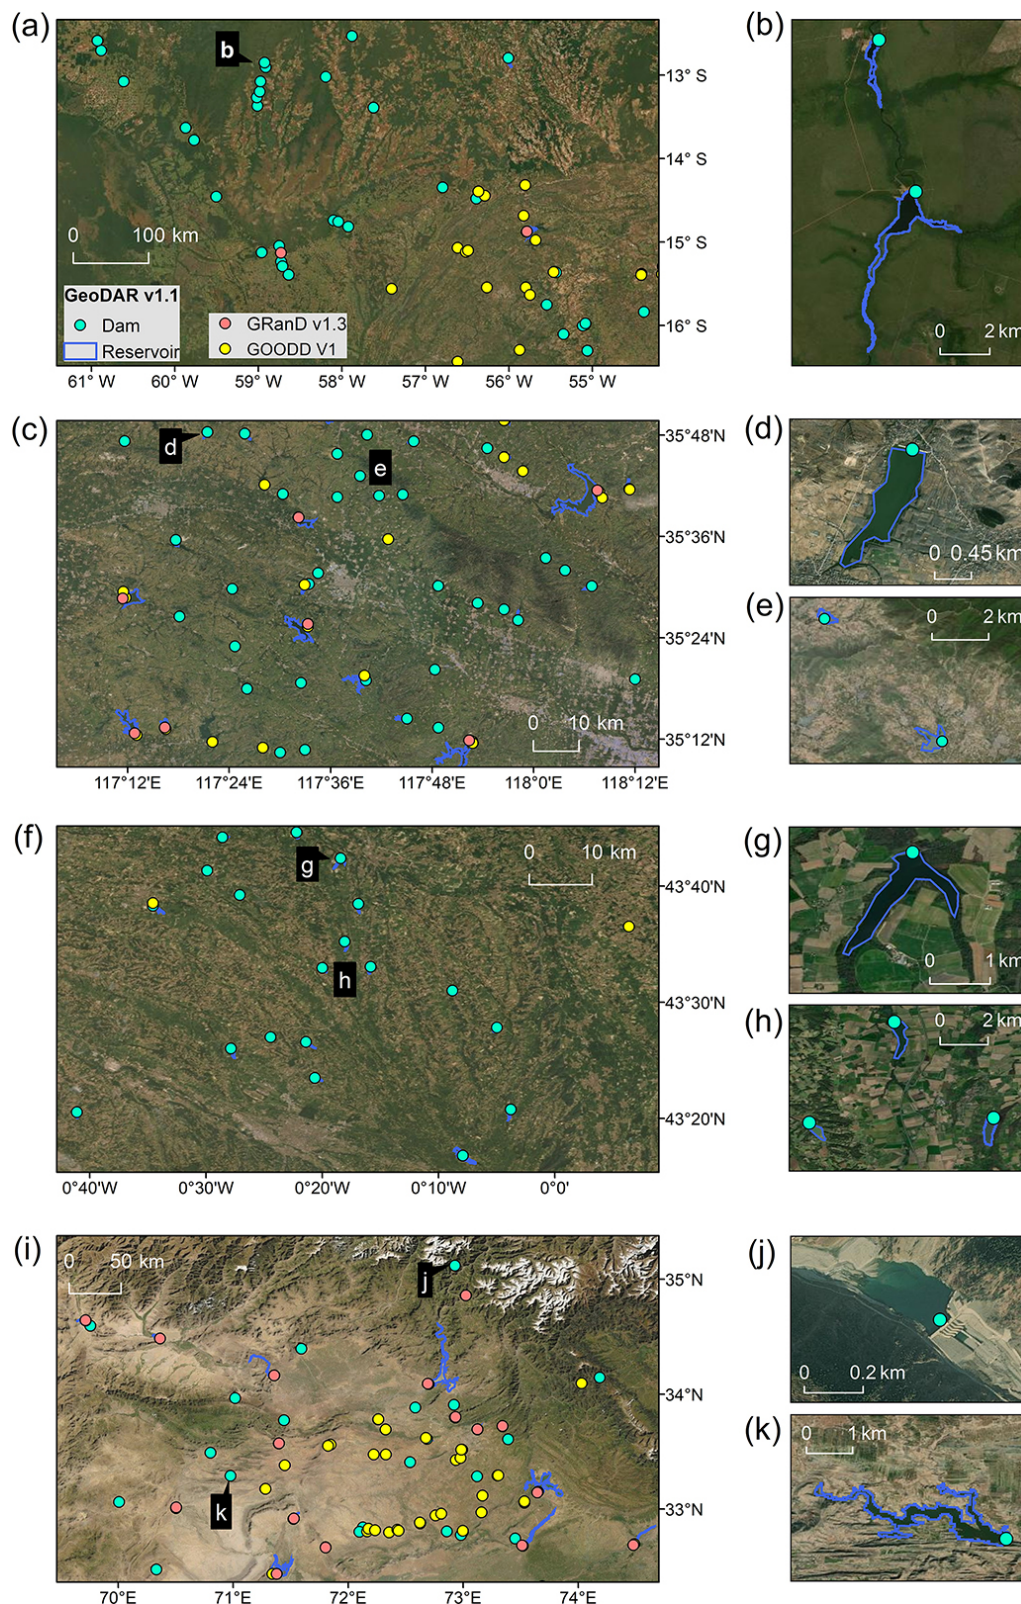 (a)
b
0 100 km
GeoDAR v1.1
Dam
Reservoir
GRanD v1.3
GOODD V1
13° S
14° S
15° S
16° S
61° W 60° W 59° W 58° W 57° W 56° W 55° W
(b)
0 2 km
(c)
d
e
0 10 km
35°48'N
35°36'N
35°24'N
35°12'N
117°12'E 117°24'E 117°36'E 117°48'E 118°0'E 118°12'E
(d)
0 0.45 km
(e)
0 2 km
(f)
g
h
0 10 km
43°40'N
43°30'N
43°20'N
0°40'W 0°30'W 0°20'W 0°10'W 0°0'
(g)
0 1 km
(h)
0 2 km
(i)
0 50 km
j
k
35°N
34°N
33°N
70°E 71°E 72°E 73°E 74°E
(j)
0 0.2 km
(k)
0 1 km